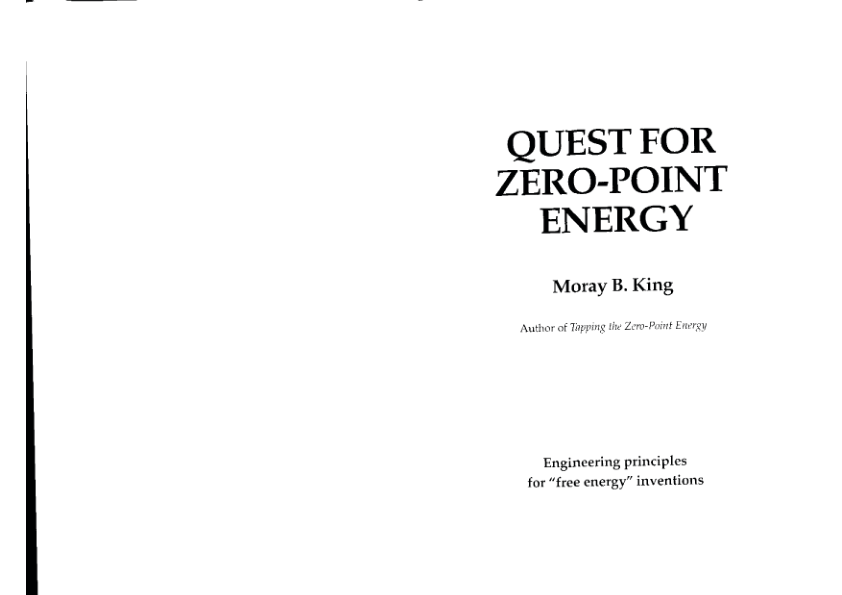 QUEST FOR
ZERO-POINT
ENERGY
Moray B. King
Author of Tapping the Zero-Point Energy
Engineering principles
for “free energy” inventions